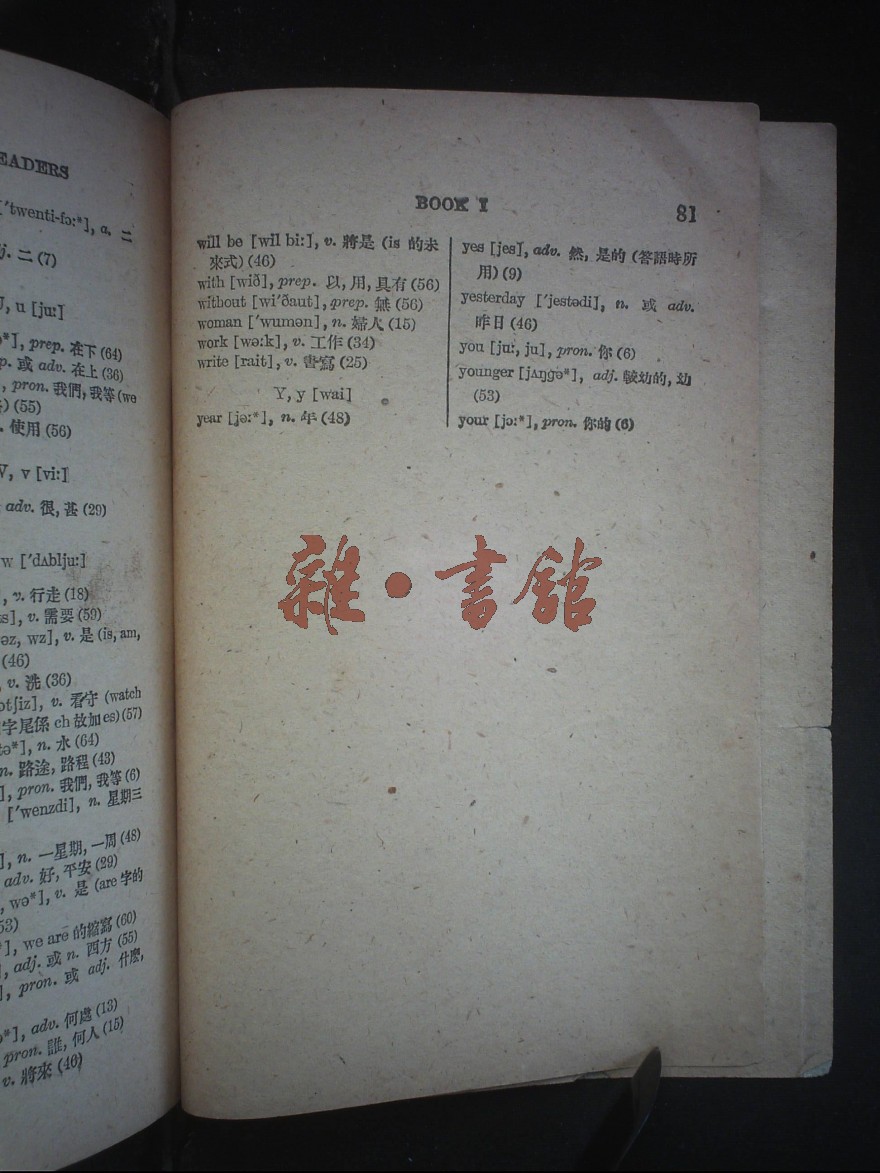 EADERS
['twenti-fɔ:*], a. 二
j. 二 (7)
J, u [ju:]
ə*], prep. 在下 (64)
p. 或 adv. 在上 (36)
, pron. 我們, 我等 (we
) (55)
. 使用 (56)
V, v [vi:]
adv. 很, 甚 (29)
w ['dʌblju:]
, v. 行走 (18)
ts], v. 需要 (59)
əz, wz], v. 是 (is, am,
(46)
, v. 洗 (36)
ɔtʃiz], v. 看守 (watch
字尾係 ch 故加 es) (57)
tə*], n. 水 (64)
n. 路途, 路程 (43)
], pron. 我們, 我等 (6)
['wenzdi], n. 星期三
], n. 一星期, 一周 (48)
adv. 好, 平安 (29)
, wə*], v. 是 (are 字的
53)
*], we are 的縮寫 (60)
], adj. 或 n. 西方 (55)
], pron. 或 adj. 什麼,
ə*], adv. 何處 (13)
pron. 誰, 何人 (15)
v. 將來 (46)
BOOK I
81
will be [wil bi:], v. 將是 (is 的未
來式) (46)
with [wið], prep. 以, 用, 具有 (56)
without [wi'ðaut], prep. 無 (56)
woman ['wumən], n. 婦人 (15)
work [wə:k], v. 工作 (34)
write [rait], v. 書寫 (25)
Y, y [wai]
year [jə:*], n. 年 (48)
yes [jes], adv. 然, 是的 (答語時所
用) (9)
yesterday ['jestədi], n. 或 adv.
昨日 (46)
you [ju:, ju], pron. 你 (6)
younger [jʌŋgə*], adj. 較幼的, 幼
(53)
your [jɔ:*], pron. 你的 (6)
雜·書館